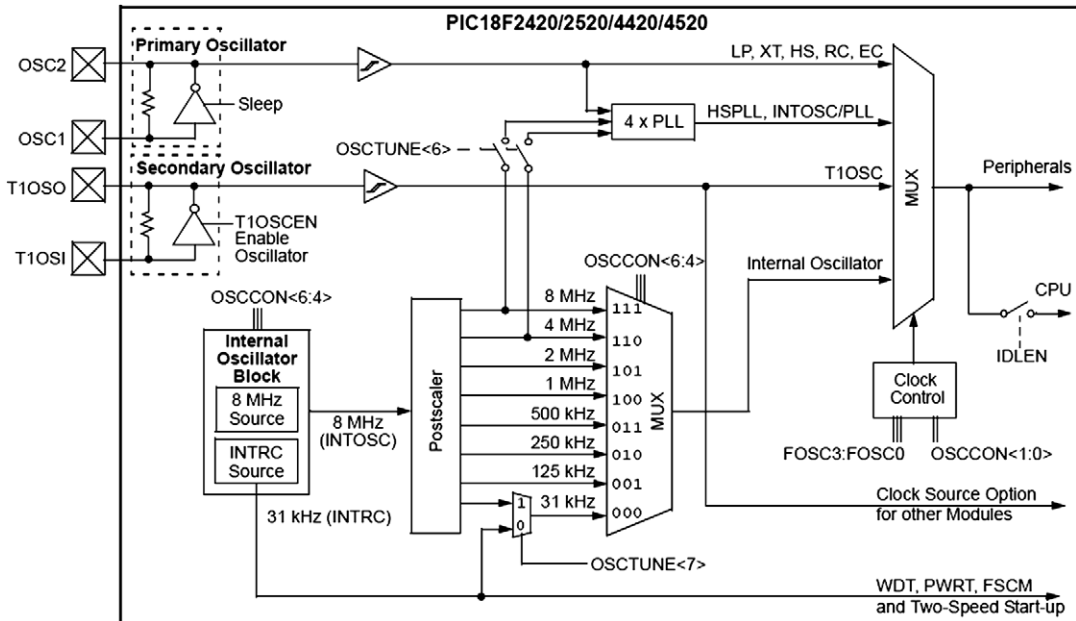 PIC18F2420/2520/4420/4520
Primary Oscillator
OSC2
Sleep
OSC1
LP, XT, HS, RC, EC
4 x PLL
HSPLL, INTOSC/PLL
OSCTUNE<6>
Secondary Oscillator
T1OSO
T1OSC
T1OSCEN
Enable
Oscillator
T1OSI
MUX
Peripherals
Internal Oscillator
CPU
IDLEN
Clock
Control
FOSC3:FOSC0
OSCCON<1:0>
OSCCON<6:4>
OSCCON<6:4>
Internal
Oscillator
Block
8 MHz
Source
INTRC
Source
8 MHz
(INTOSC)
31 kHz (INTRC)
Postscaler
8 MHz
111
4 MHz
110
2 MHz
101
1 MHz
100
500 kHz
011
250 kHz
010
125 kHz
001
31 kHz
000
MUX
1
0
OSCTUNE<7>
Clock Source Option
for other Modules
WDT, PWRT, FSCM
and Two-Speed Start-up